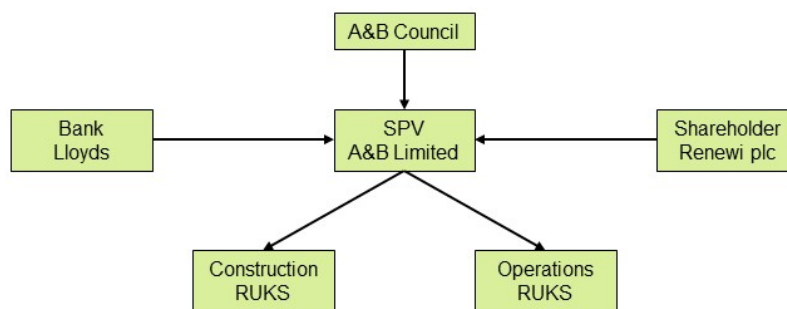 A&B Council
Bank
Lloyds
SPV
A&B Limited
Shareholder
Renewi plc
Construction
RUKS
Operations
RUKS